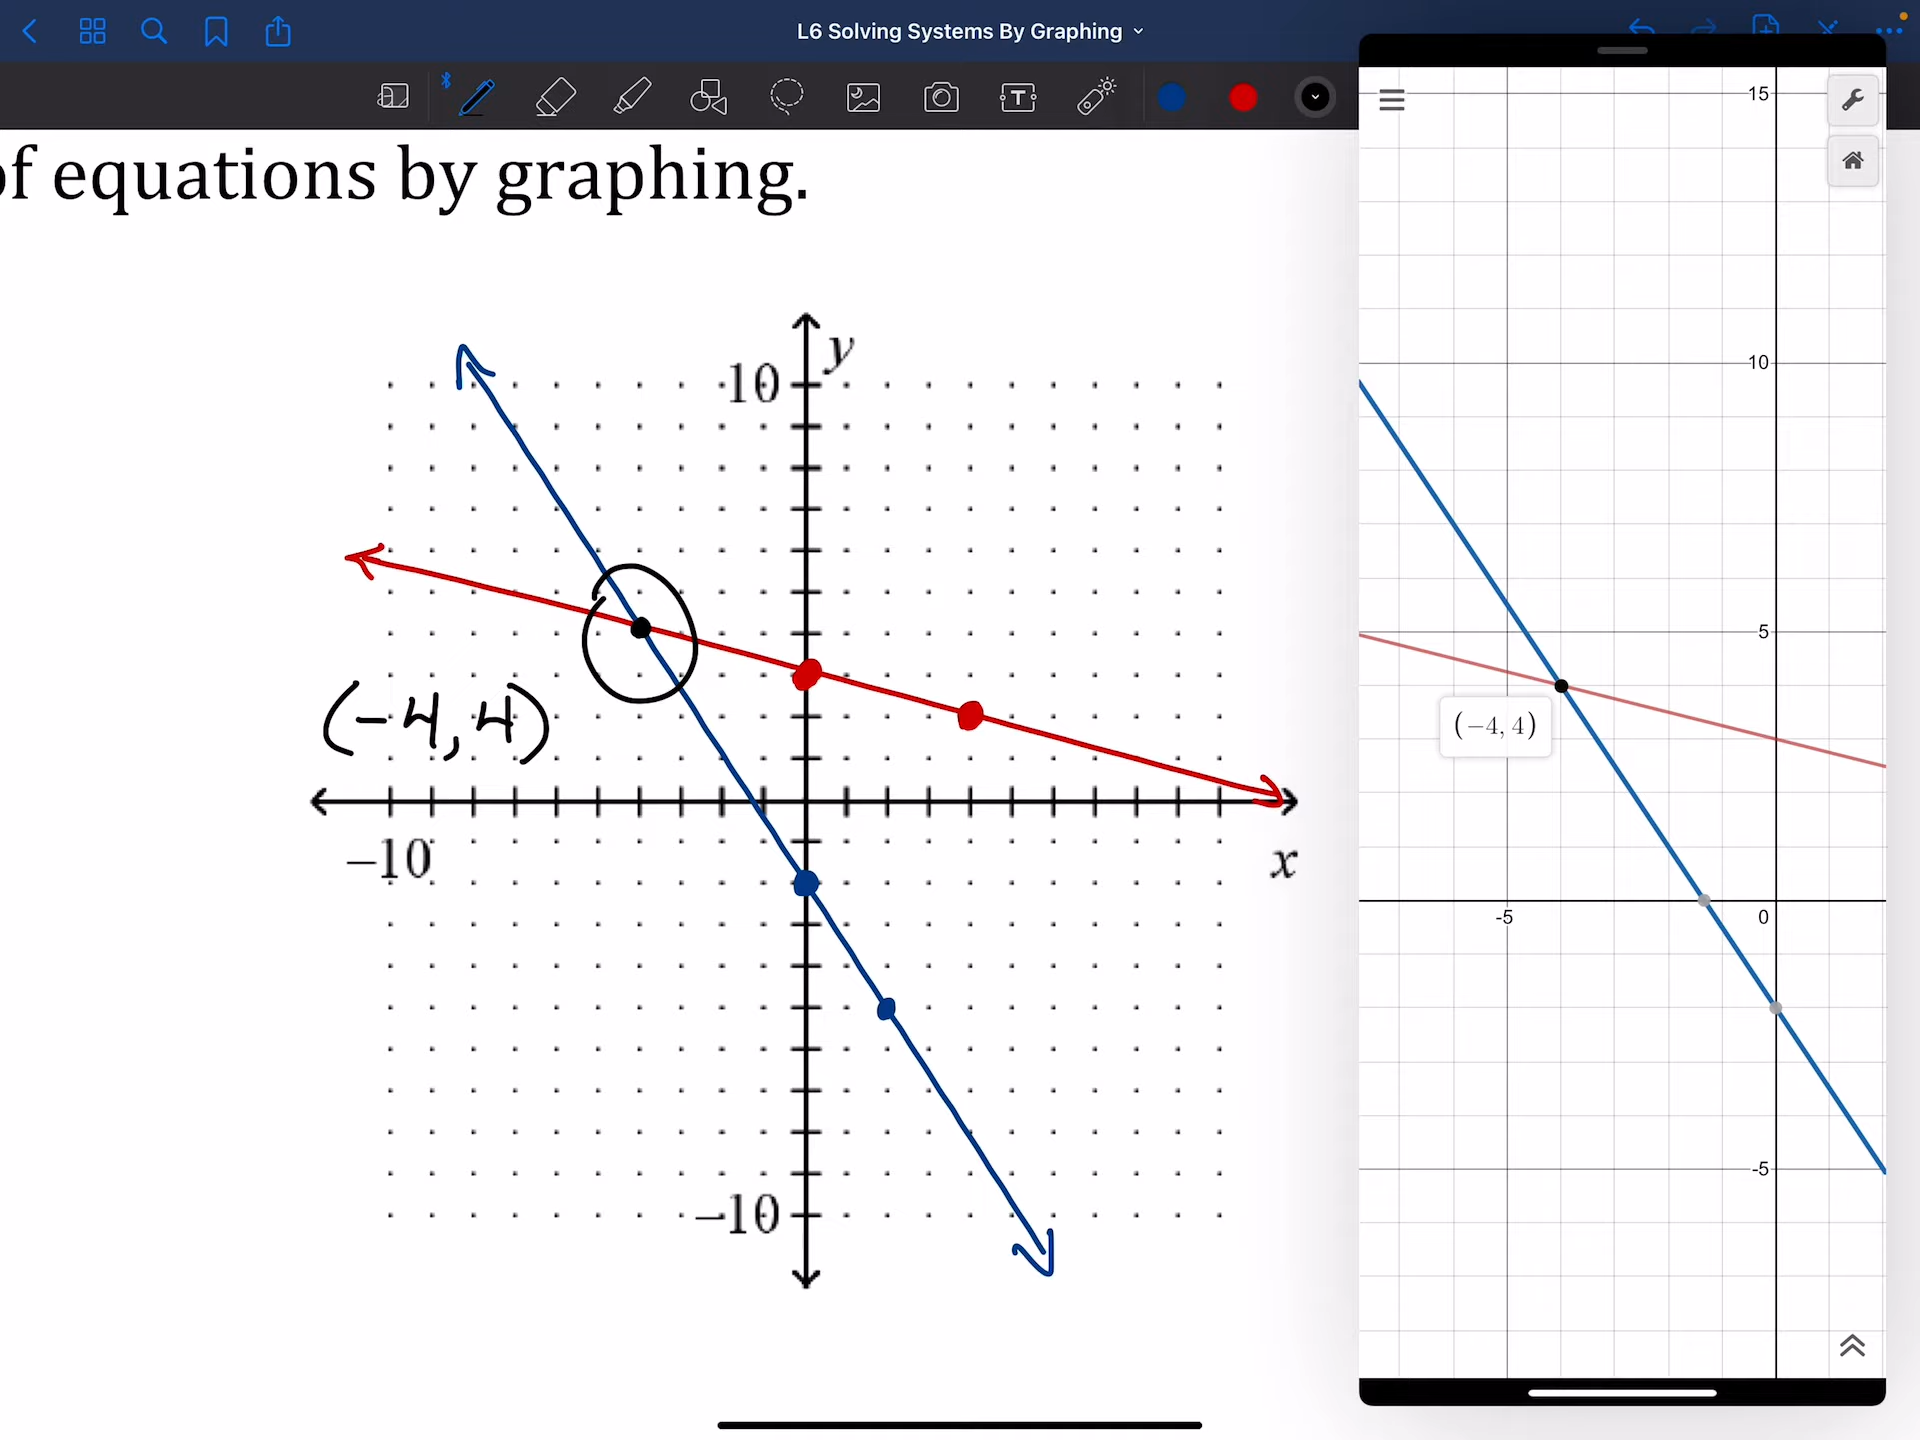 L6 Solving Systems By Graphing
of equations by graphing.
y
10
(-4, 4)
−10
x
−10
15
10
5
(−4, 4)
-5
0
-5